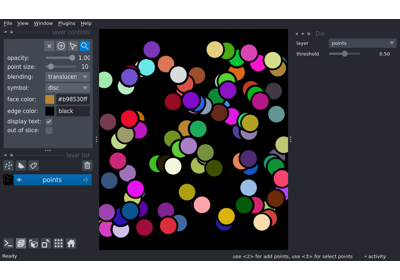 File View Window Plugins Help
layer controls
opacity: 1.00
point size: 10
blending: translucen
symbol: disc
face color: #b98530ff
edge color: black
display text:
out of slice:
layer list
points
Do
layer points
threshold 0.50
Ready
use <2> for add points, use <3> for select points
activity